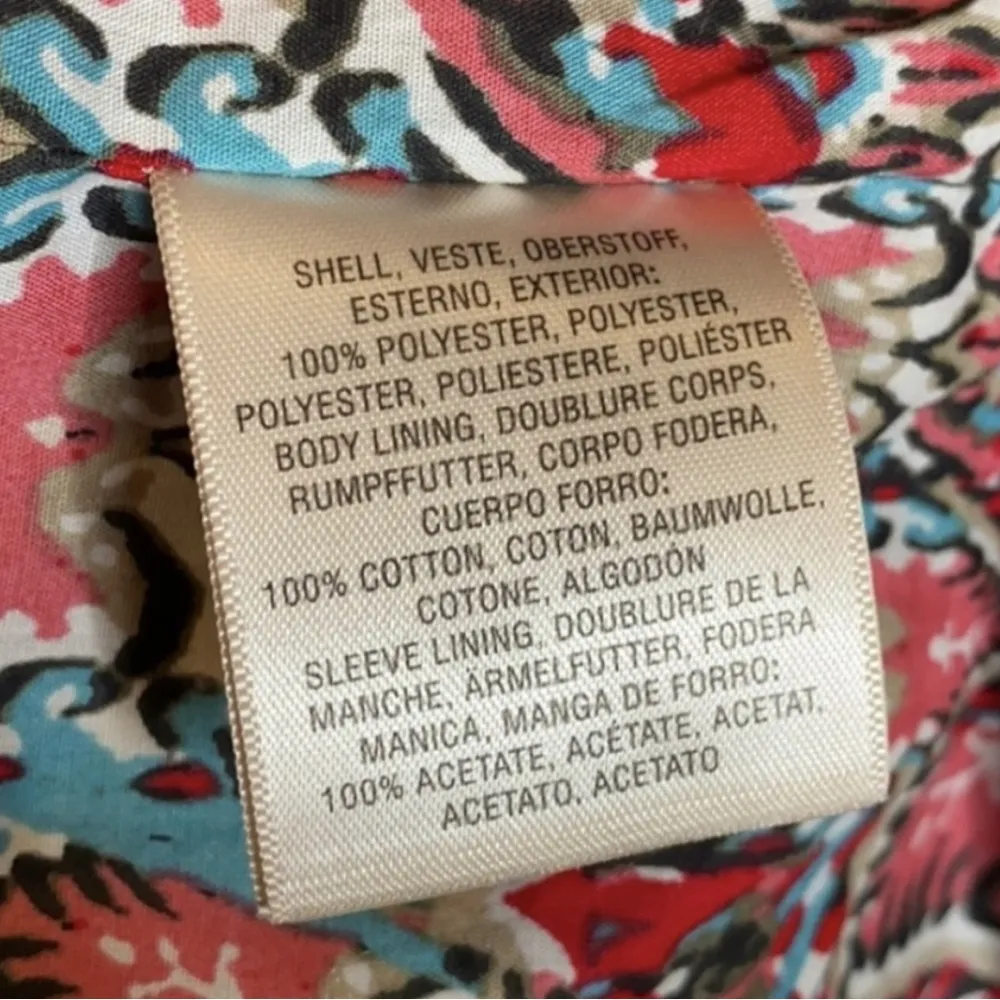 SHELL, VESTE, OBERSTOFF,
ESTERNO, EXTERIOR:
100% POLYESTER, POLYESTER,
POLYESTER, POLIESTERE, POLIÉSTER
BODY LINING, DOUBLURE CORPS,
RUMPFFUTTER, CORPO FODERA,
CUERPO FORRO:
100% COTTON, COTON, BAUMWOLLE,
COTONE, ALGODÓN
SLEEVE LINING, DOUBLURE DE LA
MANCHE, ÄRMELFUTTER, FODERA
MANICA, MANGA DE FORRO:
100% ACETATE, ACÉTATE, ACETAT,
ACETATO, ACETATO